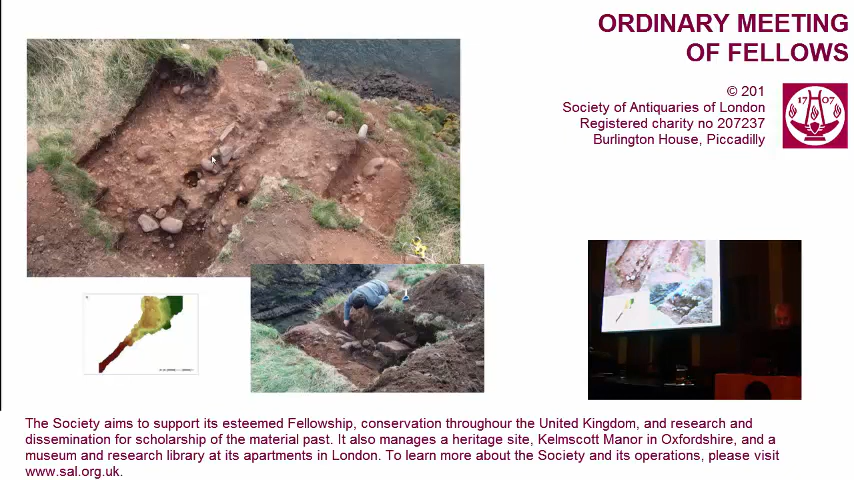 ORDINARY MEETING
OF FELLOWS
© 201
Society of Antiquaries of London
Registered charity no 207237
Burlington House, Piccadilly
17 07
The Society aims to support its esteemed Fellowship, conservation throughour the United Kingdom, and research and
dissemination for scholarship of the material past. It also manages a heritage site, Kelmscott Manor in Oxfordshire, and a
museum and research library at its apartments in London. To learn more about the Society and its operations, please visit
www.sal.org.uk.